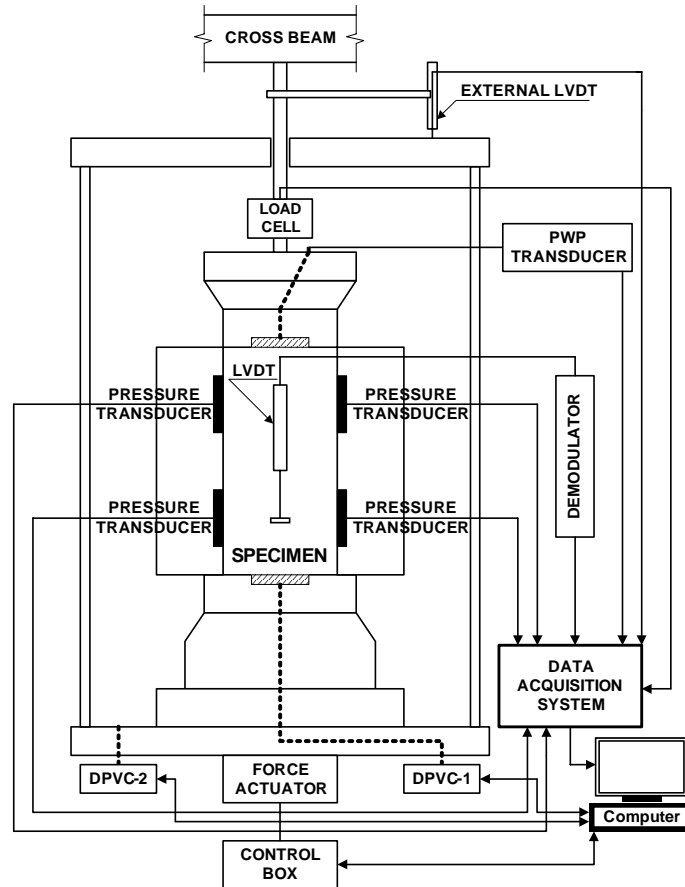 CROSS BEAM
EXTERNAL LVDT
LOAD
CELL
PWP
TRANSDUCER
LVDT
PRESSURE
TRANSDUCER
PRESSURE
TRANSDUCER
DEMODULATOR
PRESSURE
TRANSDUCER
PRESSURE
TRANSDUCER
SPECIMEN
DATA
ACQUISITION
SYSTEM
DPVC-2
FORCE
ACTUATOR
DPVC-1
Computer
CONTROL
BOX